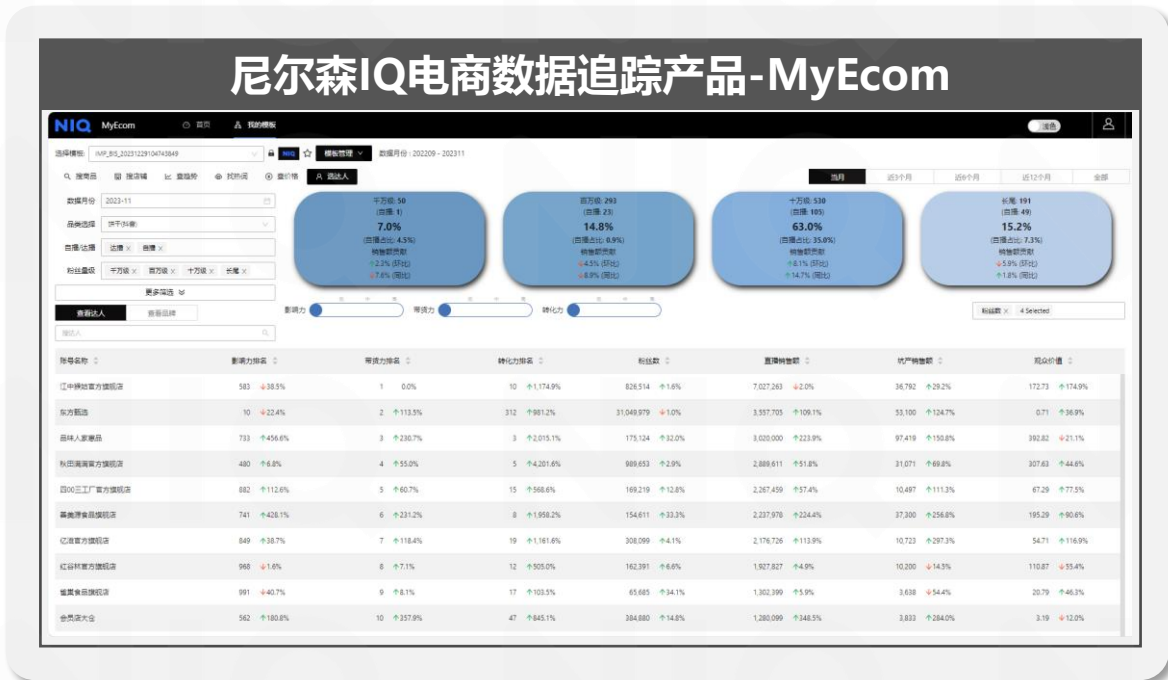 尼尔森IQ电商数据追踪产品-MyEcom
NIQ MyEcom 首页 我的模板 浅色
选择模板: IMP_BIS_20231229104743849 NIQ 模板管理 数据月份 : 202209 - 202311
搜商品 搜店铺 查趋势 找热词 查价格 选达人 当月 近3个月 近6个月 近12个月 全部
数据月份 2023-11
品类选择 饼干(抖音)
自播/达播 达播 × 自播 ×
粉丝量级 千万级 × 百万级 × 十万级 × 长尾 ×
更多筛选
查看达人 查看品牌
搜达人
千万级: 50
(自播: 1)
7.0%
(自播占比: 4.5%)
销售额贡献
↑2.2% (环比)
↓7.6% (同比)
百万级: 293
(自播: 23)
14.8%
(自播占比: 0.9%)
销售额贡献
↓4.5% (环比)
↓8.9% (同比)
十万级: 530
(自播: 105)
63.0%
(自播占比: 35.0%)
销售额贡献
↑8.1% (环比)
↑14.7% (同比)
长尾: 191
(自播: 49)
15.2%
(自播占比: 7.3%)
销售额贡献
↓5.9% (环比)
↑1.8% (同比)
影响力 低 中 高 带货力 低 中 高 转化力 低 中 高 粉丝数 × 4 Selected
账号名称 影响力排名 带货力排名 转化力排名 粉丝数 直播销售额 坑产销售额 观众价值
江中猴姑官方旗舰店 583 ↓38.5% 1 0.0% 10 ↑1,174.9% 826,514 ↑1.6% 7,027,263 ↓2.0% 36,792 ↑29.2% 172.73 ↑174.9%
东方甄选 10 ↓22.4% 2 ↑113.5% 312 ↑981.2% 31,049,979 ↓1.0% 3,557,705 ↑109.1% 53,100 ↑124.7% 0.71 ↑36.9%
品味人家惠品 733 ↑456.6% 3 ↑230.7% 3 ↑2,015.1% 175,124 ↑32.0% 3,020,000 ↑223.9% 97,419 ↑150.8% 392.82 ↓21.1%
秋田满满官方旗舰店 480 ↑6.8% 4 ↑55.0% 5 ↑4,201.6% 989,653 ↑2.9% 2,889,611 ↑51.8% 31,071 ↑69.8% 307.63 ↑44.6%
四00三工厂官方旗舰店 882 ↑112.6% 5 ↑60.7% 15 ↑568.6% 169,219 ↑12.8% 2,267,459 ↑57.4% 10,497 ↑111.3% 67.29 ↑77.5%
741 ↑428.1% 6 ↑231.2% 8 ↑1,958.2% 154,611 ↑33.3% 2,237,978 ↑224.4% 37,300 ↑256.8% 195.29 ↑90.6%
亿滋官方旗舰店 849 ↑38.7% 7 ↑118.4% 19 ↑1,161.6% 308,099 ↑4.1% 2,176,726 ↑113.9% 10,723 ↑297.3% 54.71 ↑116.9%
红谷林官方旗舰店 968 ↓1.6% 8 ↑7.1% 12 ↑505.0% 162,391 ↑6.6% 1,927,827 ↑4.9% 10,200 ↓14.5% 110.87 ↓55.4%
雀巢食品旗舰店 991 ↓40.7% 9 ↑8.1% 17 ↑103.5% 65,685 ↑34.1% 1,302,399 ↑5.9% 3,638 ↓54.4% 20.79 ↑46.3%
会员店大仓 562 ↑180.8% 10 ↑357.9% 47 ↑845.1% 384,880 ↑14.8% 1,280,099 ↑348.5% 3,833 ↑284.0% 3.19 ↓12.0%